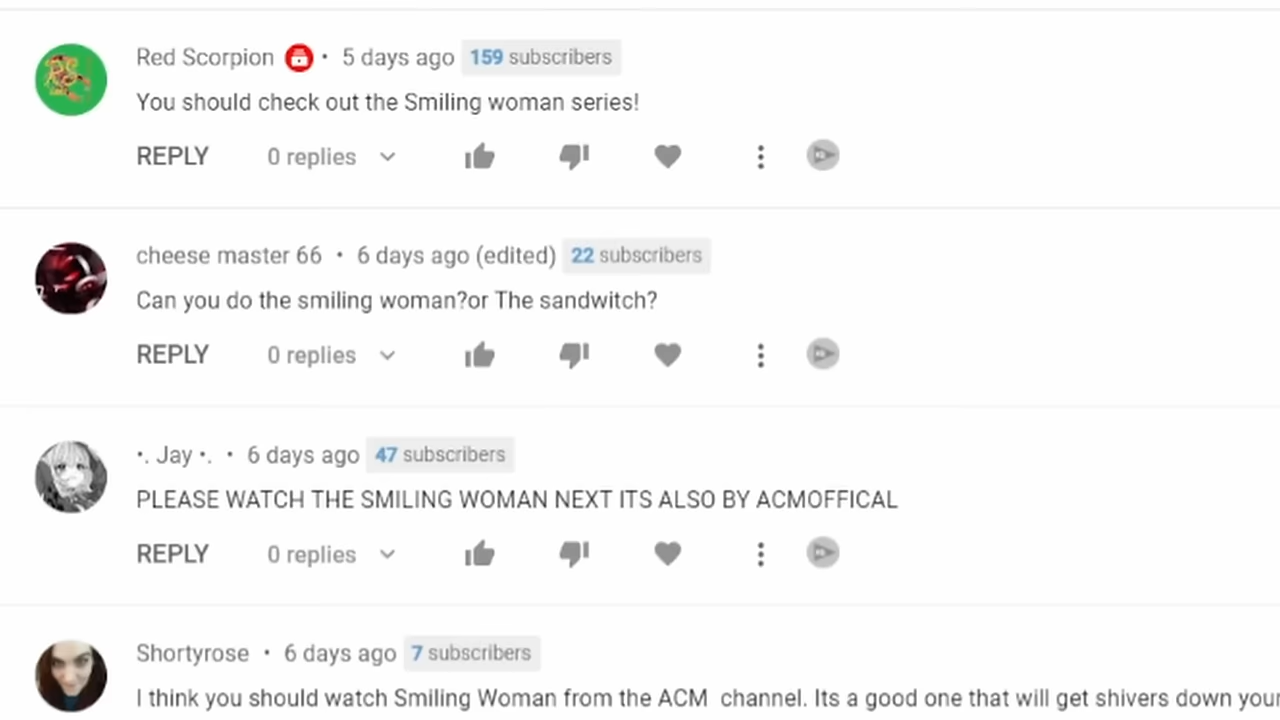 Red Scorpion • 5 days ago 159 subscribers
You should check out the Smiling woman series!
REPLY 0 replies
cheese master 66 • 6 days ago (edited) 22 subscribers
Can you do the smiling woman?or The sandwitch?
REPLY 0 replies
•. Jay •. • 6 days ago 47 subscribers
PLEASE WATCH THE SMILING WOMAN NEXT ITS ALSO BY ACMOFFICAL
REPLY 0 replies
Shortyrose • 6 days ago 7 subscribers
I think you should watch Smiling Woman from the ACM channel. Its a good one that will get shivers down your